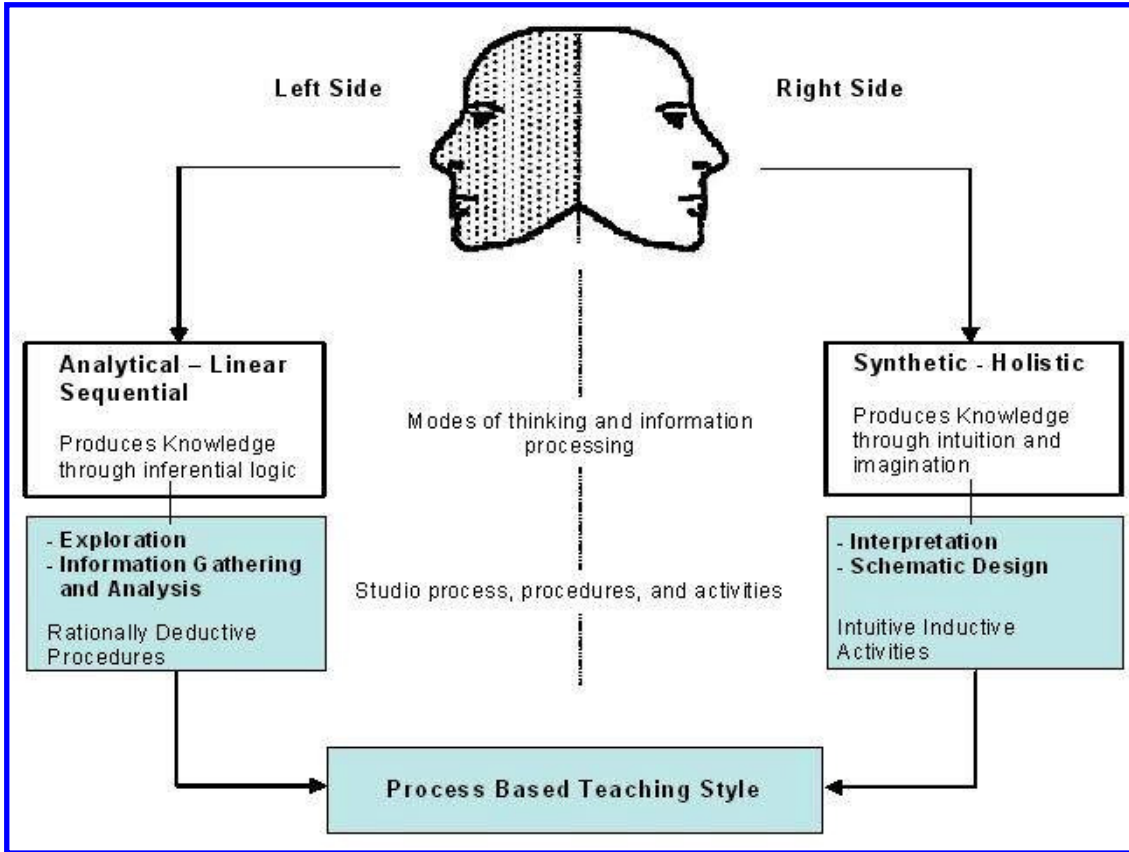 Left Side
Right Side
Analytical – Linear
Sequential
Produces Knowledge
through inferential logic
Modes of thinking and information
processing
Synthetic - Holistic
Produces Knowledge
through intuition and
imagination
- Exploration
- Information Gathering
and Analysis
Rationally Deductive
Procedures
Studio process, procedures, and activities
- Interpretation
- Schematic Design
Intuitive Inductive
Activities
Process Based Teaching Style